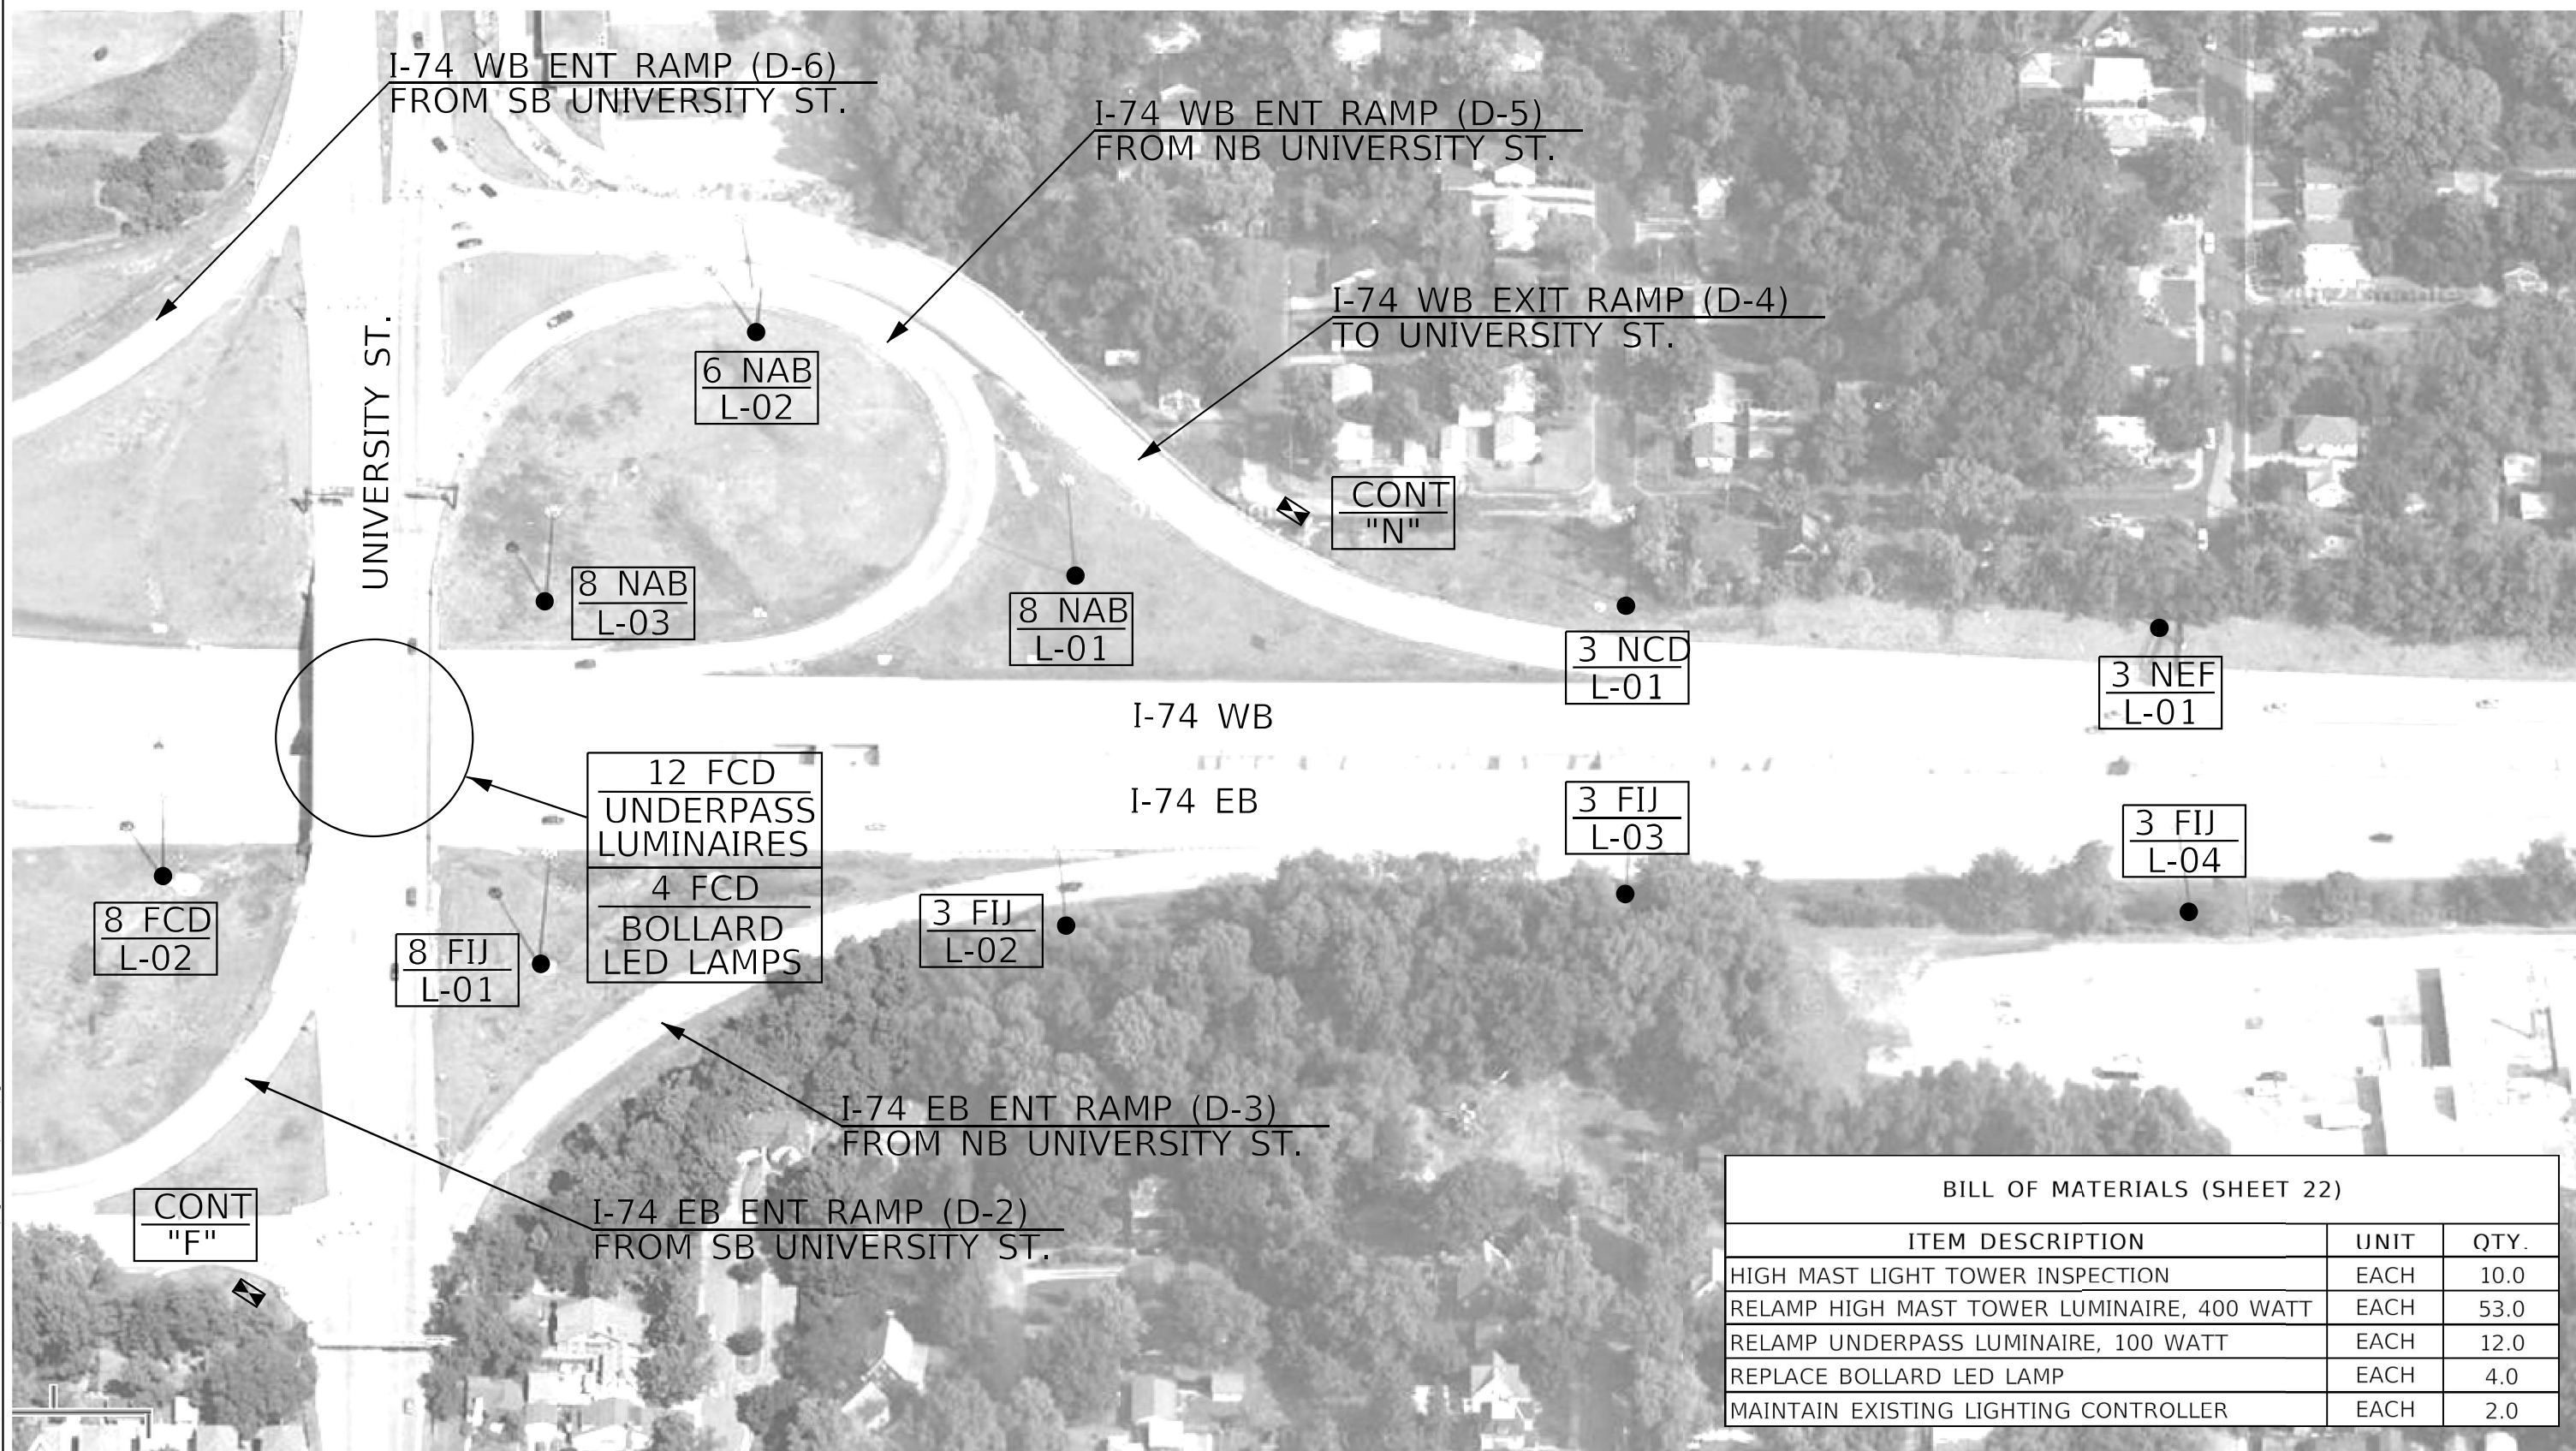 I-74 WB ENT RAMP (D-6)
FROM SB UNIVERSITY ST.
I-74 WB ENT RAMP (D-5)
FROM NB UNIVERSITY ST.
I-74 WB EXIT RAMP (D-4)
TO UNIVERSITY ST.
UNIVERSITY ST.
6 NAB
L-02
CONT
"N"
8 NAB
L-03
8 NAB
L-01
3 NCD
L-01
3 NEF
L-01
I-74 WB
I-74 EB
12 FCD
UNDERPASS
LUMINAIRES
4 FCD
BOLLARD
LED LAMPS
3 FIJ
L-03
3 FIJ
L-04
8 FCD
L-02
8 FIJ
L-01
3 FIJ
L-02
I-74 EB ENT RAMP (D-3)
FROM NB UNIVERSITY ST.
I-74 EB ENT RAMP (D-2)
FROM SB UNIVERSITY ST.
CONT
"F"
BILL OF MATERIALS (SHEET 22)
ITEM DESCRIPTION UNIT QTY.
HIGH MAST LIGHT TOWER INSPECTION EACH 10.0
RELAMP HIGH MAST TOWER LUMINAIRE, 400 WATT EACH 53.0
RELAMP UNDERPASS LUMINAIRE, 100 WATT EACH 12.0
REPLACE BOLLARD LED LAMP EACH 4.0
MAINTAIN EXISTING LIGHTING CONTROLLER EACH 2.0